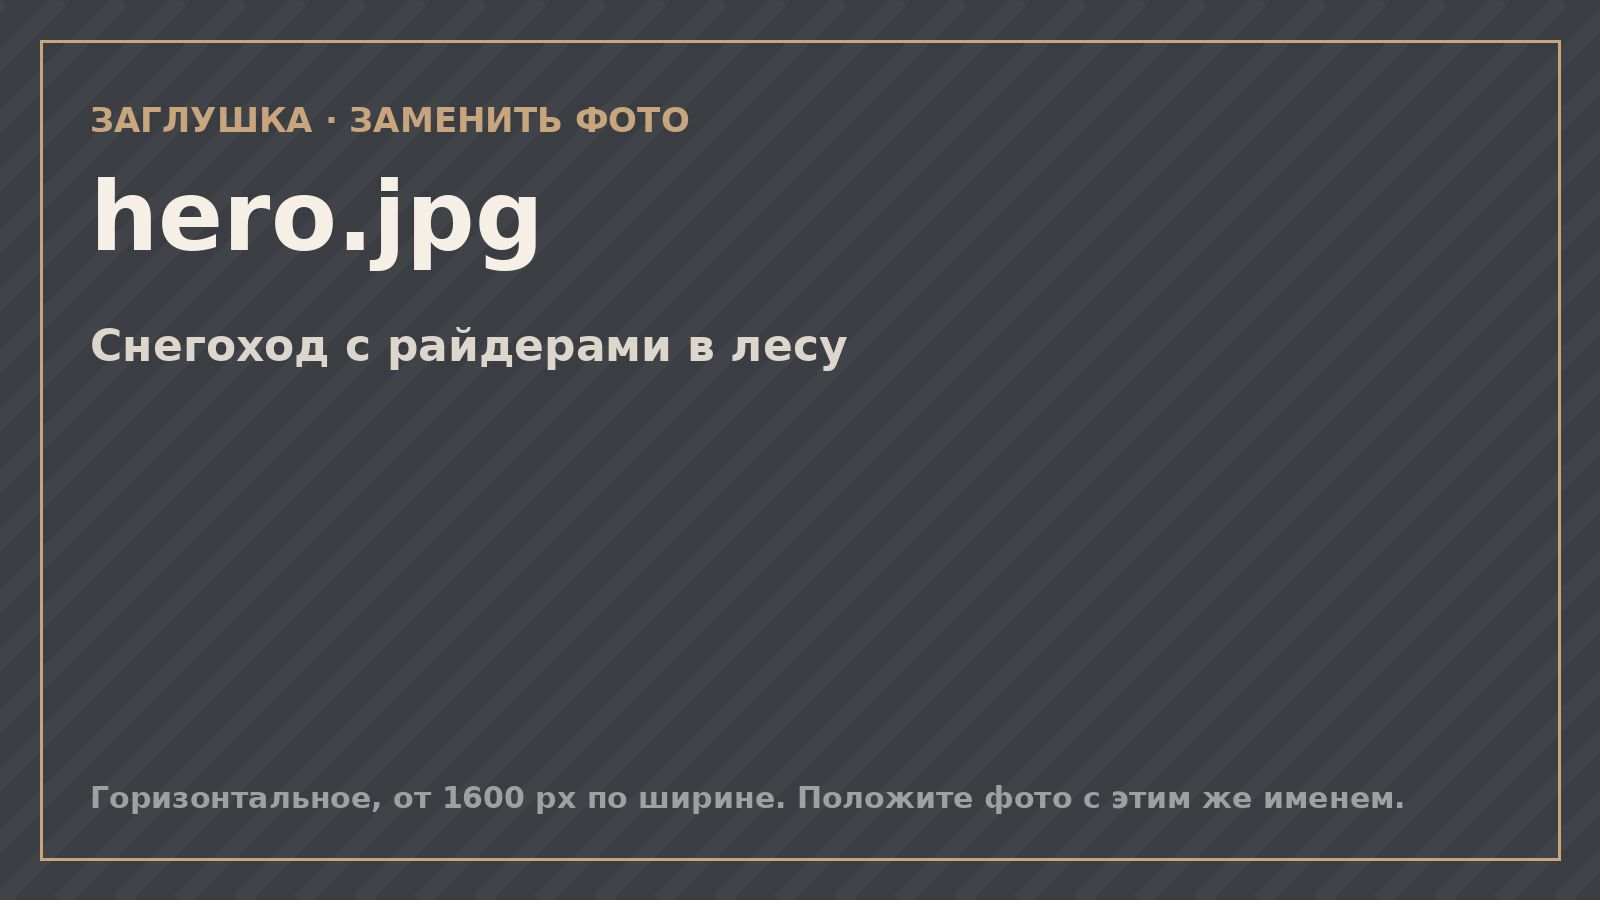 ЗАГЛУШКА · ЗАМЕНИТЬ ФОТО
hero.jpg
Снегоход с райдерами в лесу
Горизонтальное, от 1600 px по ширине. Положите фото с этим же именем.